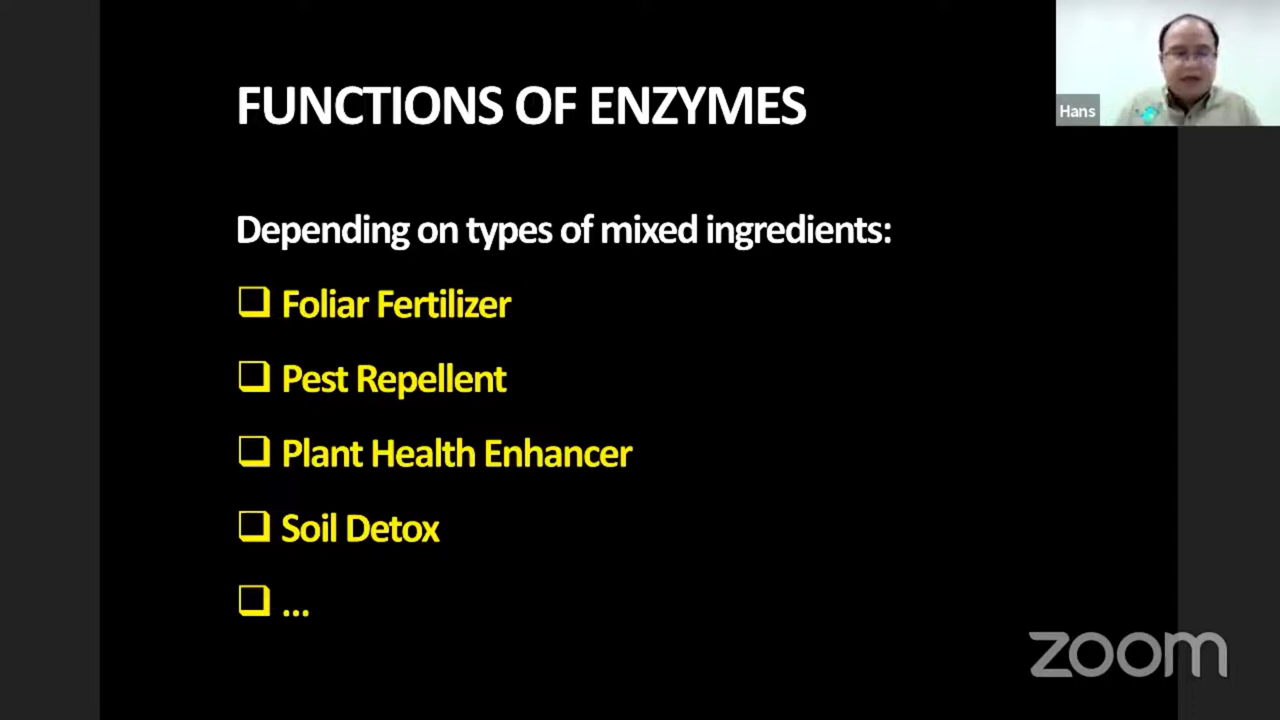 FUNCTIONS OF ENZYMES
Hans
Depending on types of mixed ingredients:
❑ Foliar Fertilizer
❑ Pest Repellent
❑ Plant Health Enhancer
❑ Soil Detox
❑ ...
zoom